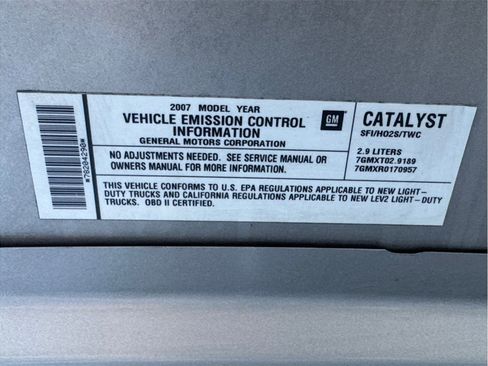 2007 MODEL YEAR
VEHICLE EMISSION CONTROL
INFORMATION
GENERAL MOTORS CORPORATION
GM
CATALYST
SFI/HO2S/TWC
NO ADJUSTMENTS NEEDED. SEE SERVICE MANUAL OR
OWNERS MANUAL FOR MORE INFORMATION.
2.9 LITERS
7GMXT02.9189
7GMXR0170957
THIS VEHICLE CONFORMS TO U.S. EPA REGULATIONS APPLICABLE TO NEW LIGHT-
DUTY TRUCKS AND CALIFORNIA REGULATIONS APPLICABLE TO NEW LEV2 LIGHT-DUTY
TRUCKS. OBD II CERTIFIED.
*78204290*